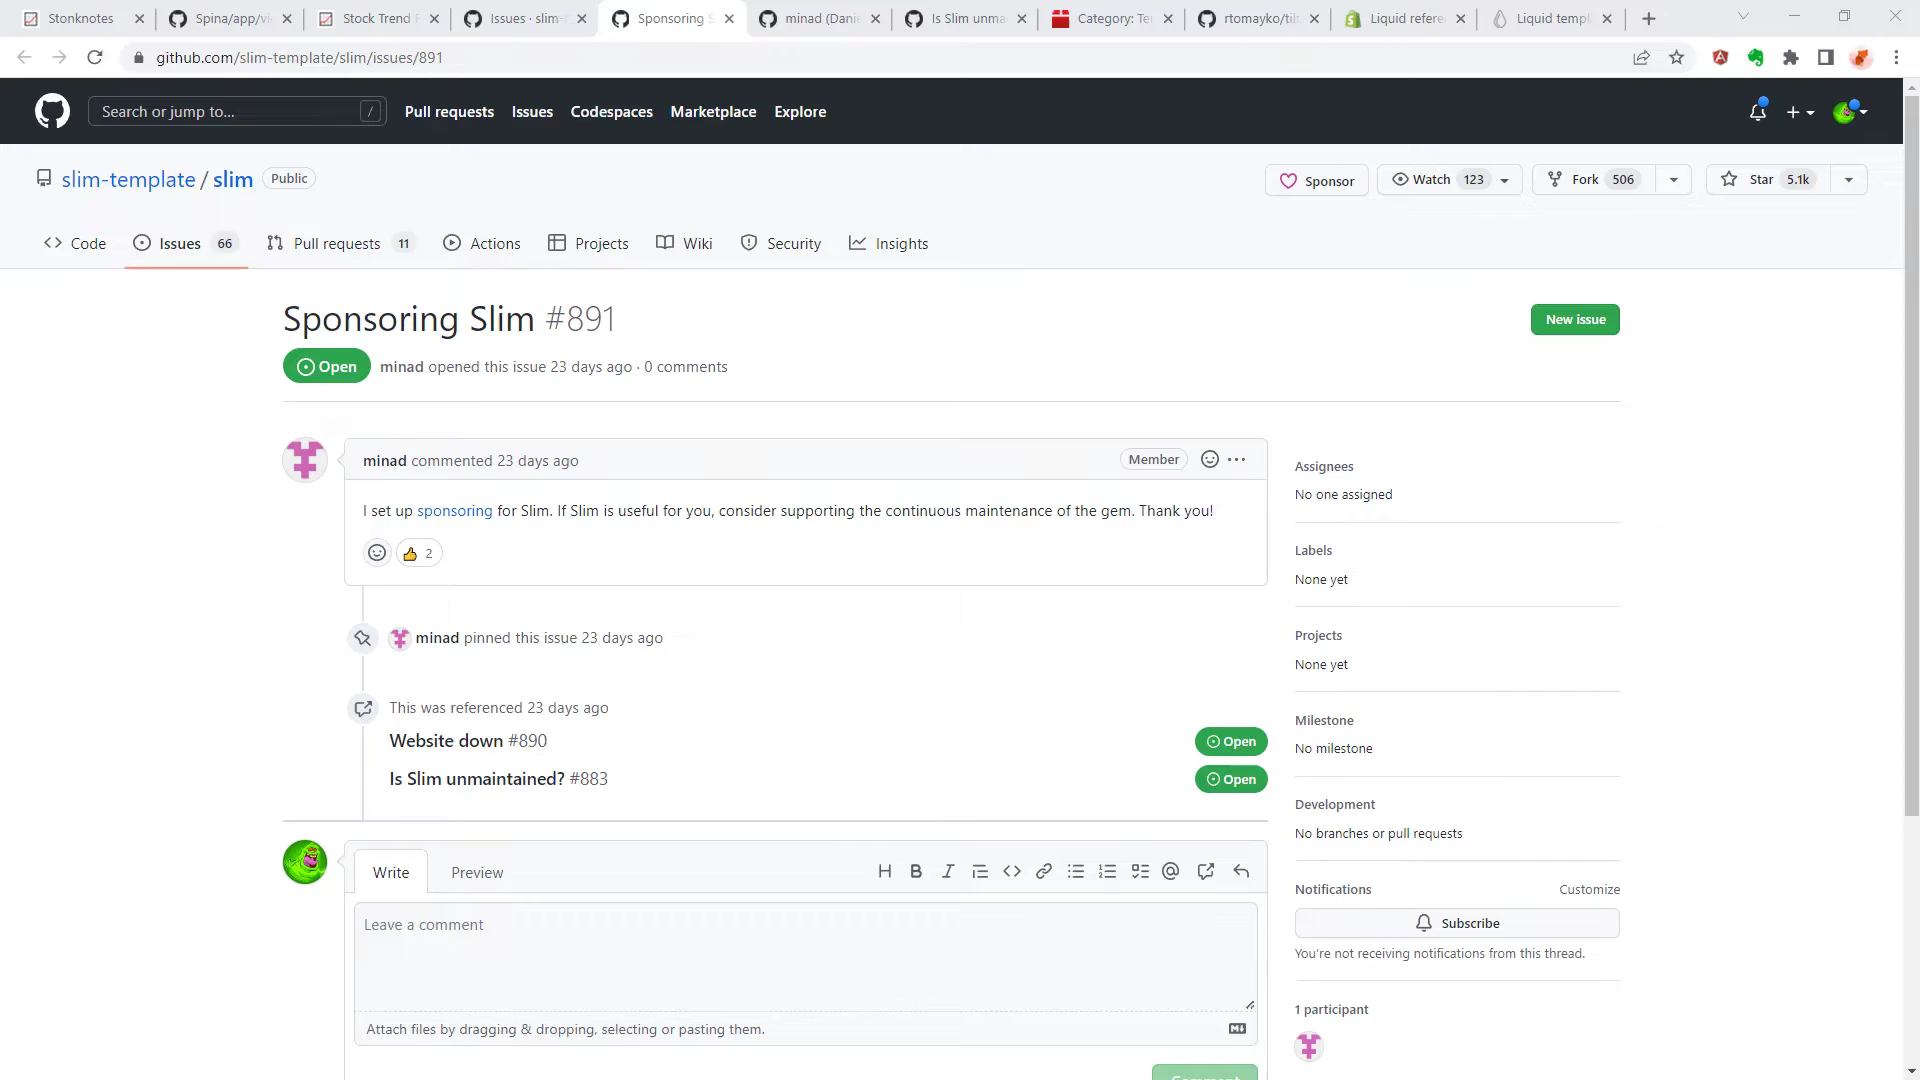 Stonknotes
Spina/app/vi
Stock Trend F
Issues · slim-
Sponsoring S
minad (Dani
Is Slim unma
Category: Te
rtomayko/tilt
Liquid refere
Liquid templ
github.com/slim-template/slim/issues/891
Search or jump to...
/
Pull requests
Issues
Codespaces
Marketplace
Explore
slim-template / slim
Public
Sponsor
Watch 123
Fork 506
Star 5.1k
Code
Issues 66
Pull requests 11
Actions
Projects
Wiki
Security
Insights
Sponsoring Slim #891
New issue
Open
minad opened this issue 23 days ago · 0 comments
minad commented 23 days ago
Member
I set up sponsoring for Slim. If Slim is useful for you, consider supporting the continuous maintenance of the gem. Thank you!
2
minad pinned this issue 23 days ago
This was referenced 23 days ago
Website down #890
Open
Is Slim unmaintained? #883
Open
Write
Preview
Leave a comment
Attach files by dragging & dropping, selecting or pasting them.
Comment
Assignees
No one assigned
Labels
None yet
Projects
None yet
Milestone
No milestone
Development
No branches or pull requests
Notifications
Customize
Subscribe
You're not receiving notifications from this thread.
1 participant